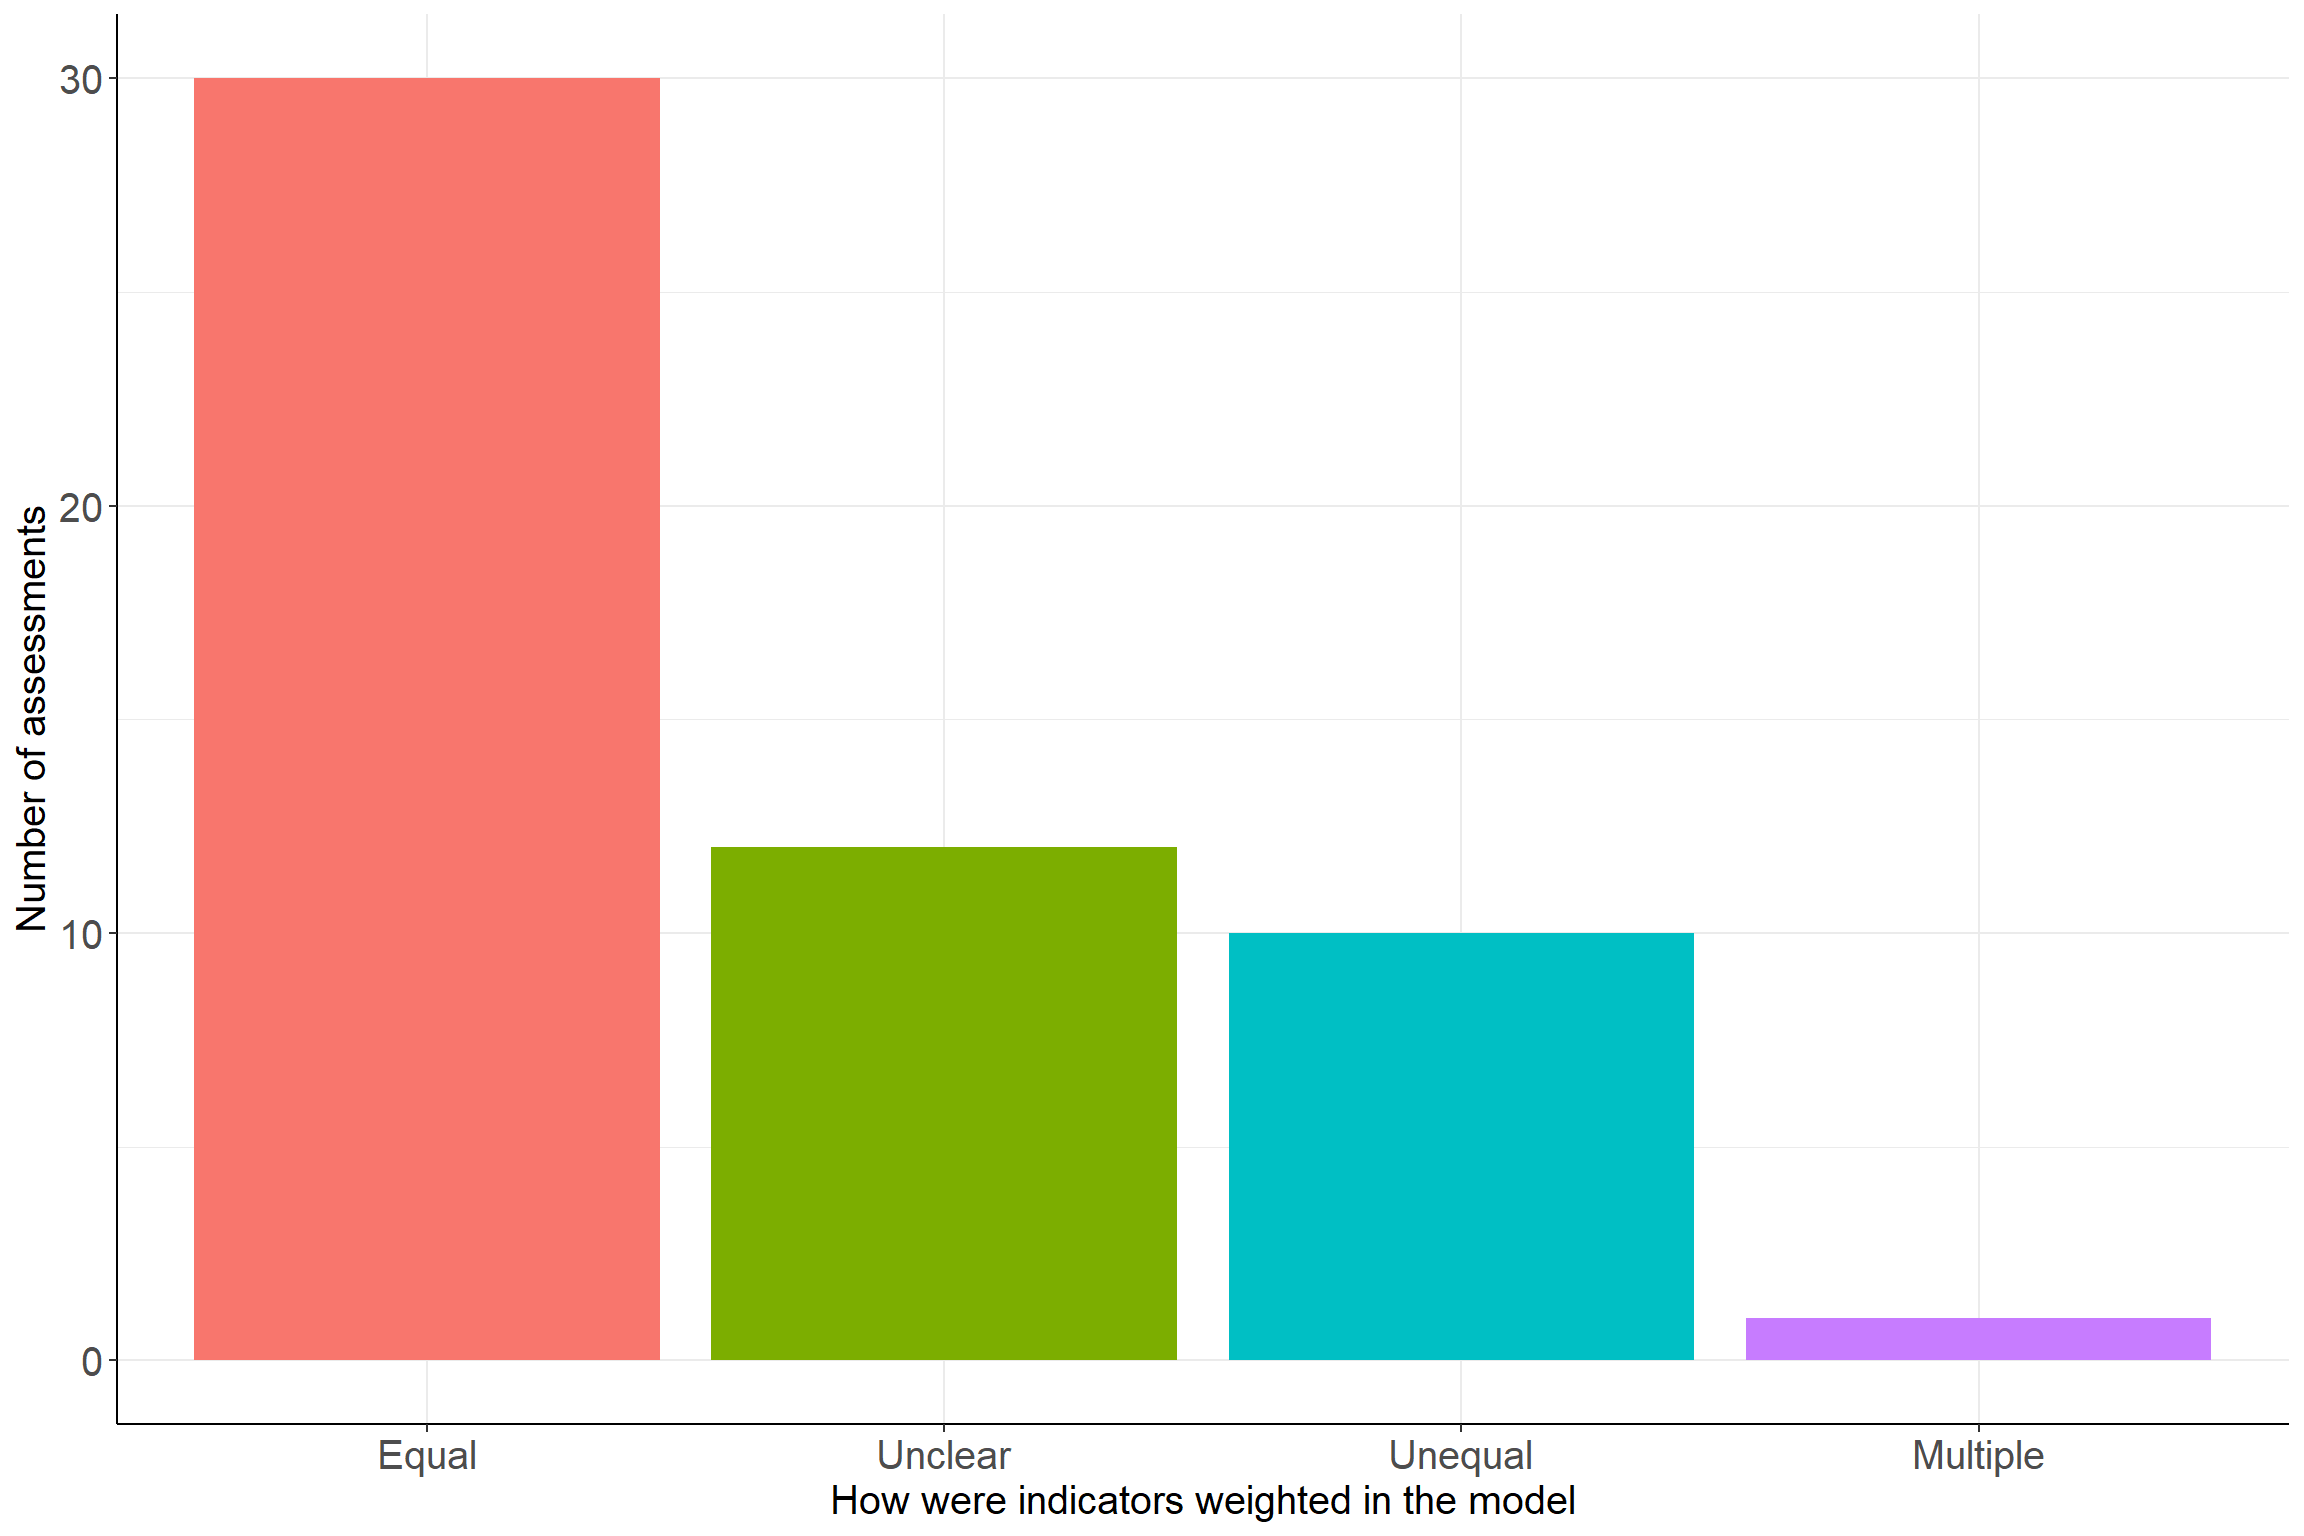 Number of assessments
30
20
10
0
Equal Unclear Unequal Multiple
How were indicators weighted in the model